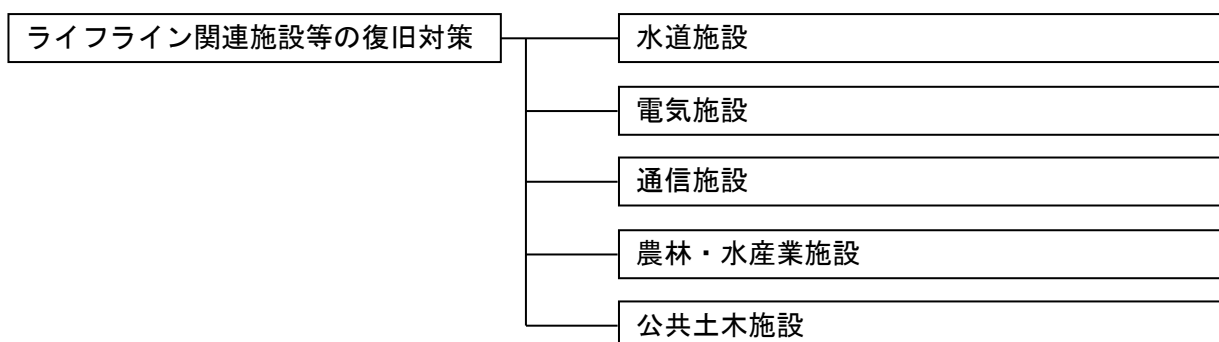 ライフライン関連施設等の復旧対策
水道施設
電気施設
通信施設
農林・水産業施設
公共土木施設